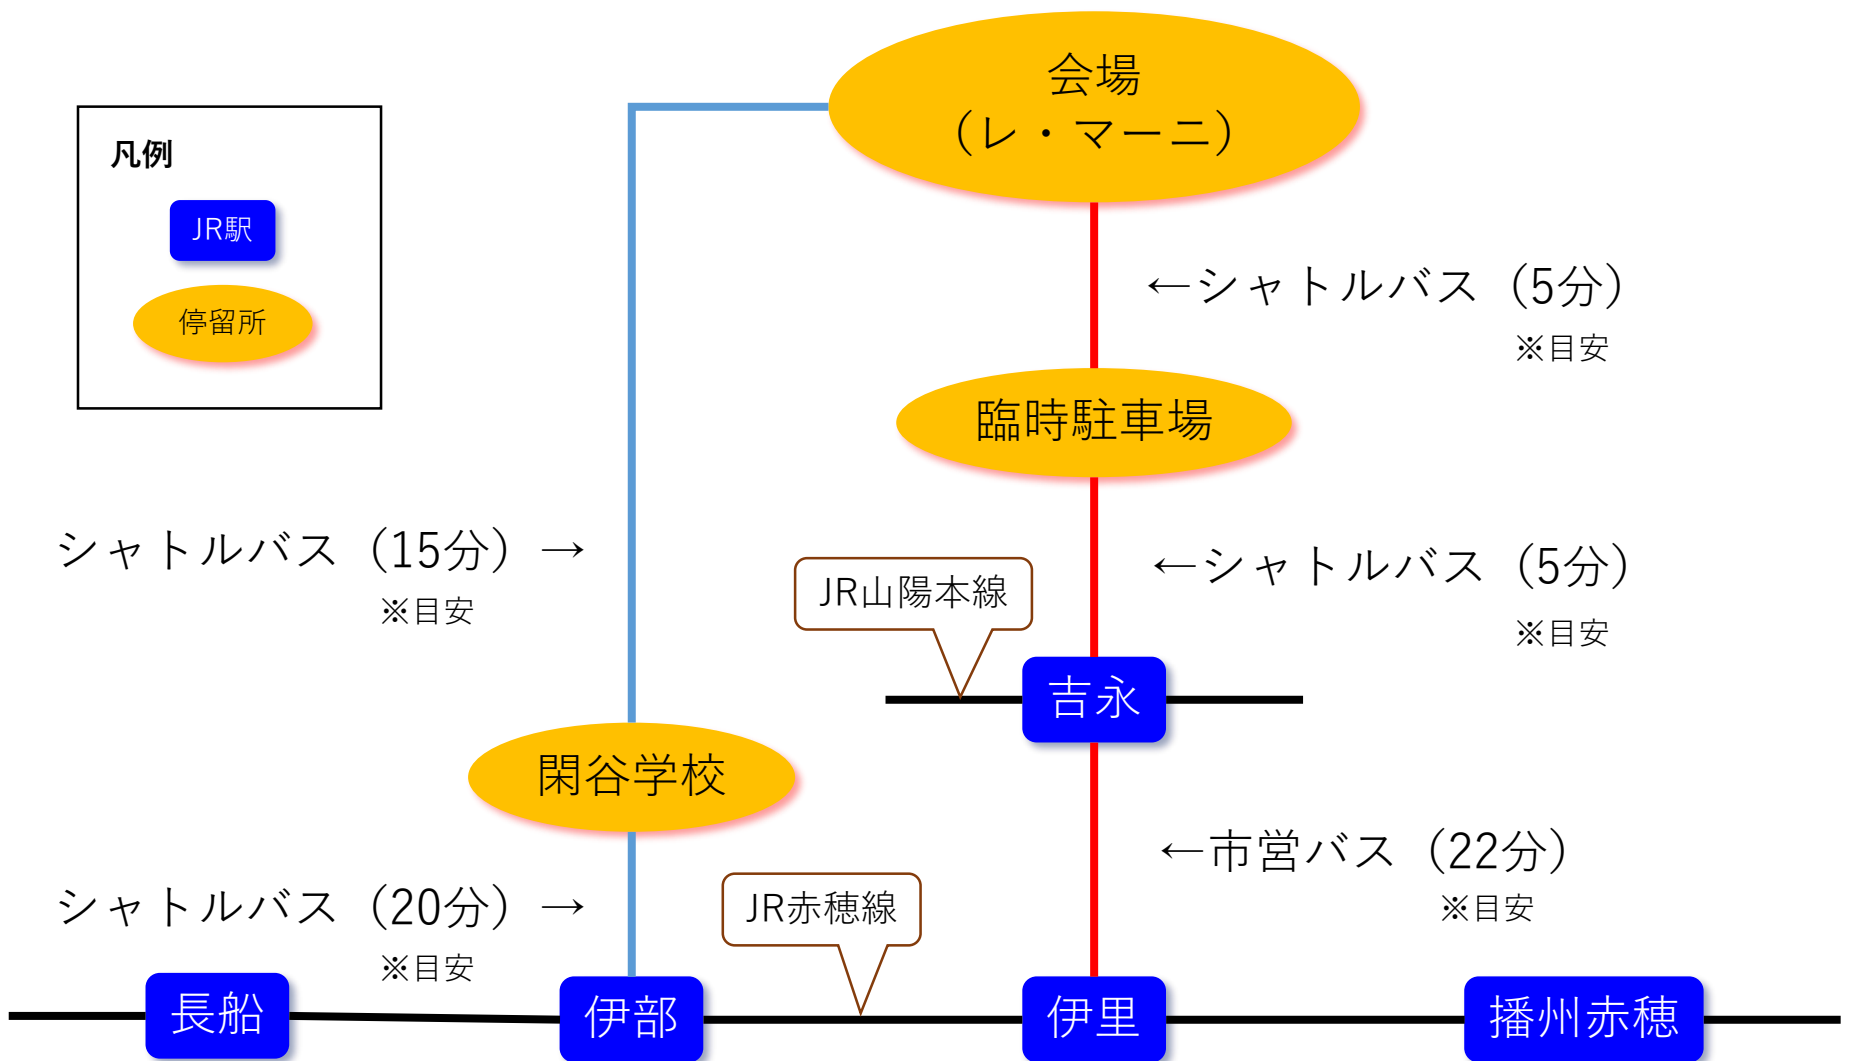 会場
（レ・マーニ）
凡例
JR駅
停留所
←シャトルバス（5分）
※目安
臨時駐車場
シャトルバス（15分）→
※目安
←シャトルバス（5分）
※目安
JR山陽本線
吉永
閑谷学校
←市営バス（22分）
※目安
シャトルバス（20分）→
※目安
JR赤穂線
長船
伊部
伊里
播州赤穂